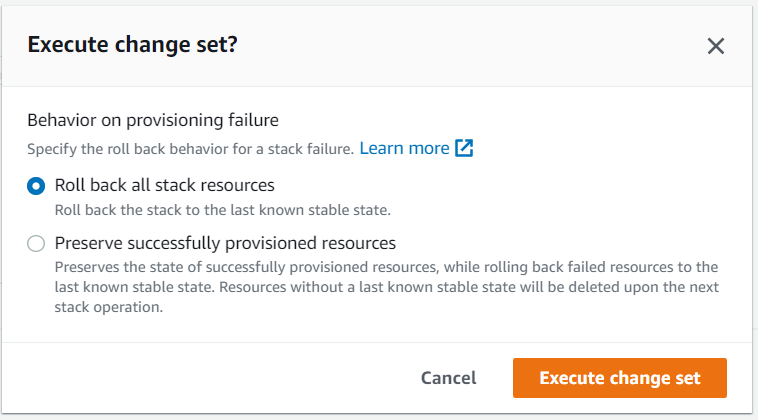 Execute change set?
Behavior on provisioning failure
Specify the roll back behavior for a stack failure. Learn more
Roll back all stack resources
Roll back the stack to the last known stable state.
Preserve successfully provisioned resources
Preserves the state of successfully provisioned resources, while rolling back failed resources to the
last known stable state. Resources without a last known stable state will be deleted upon the next
stack operation.
Cancel Execute change set